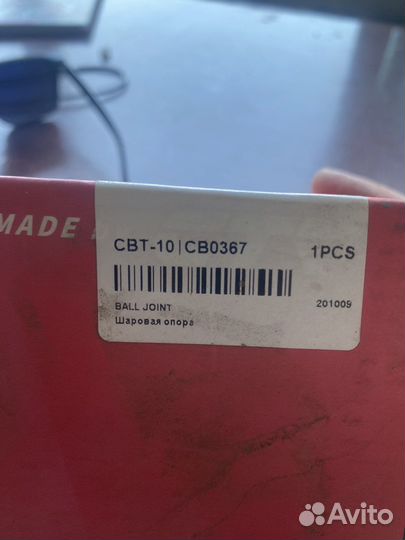 MADE
CBT-10|CB0367
1PCS
BALL JOINT
201009
Шаровая опора
Avito